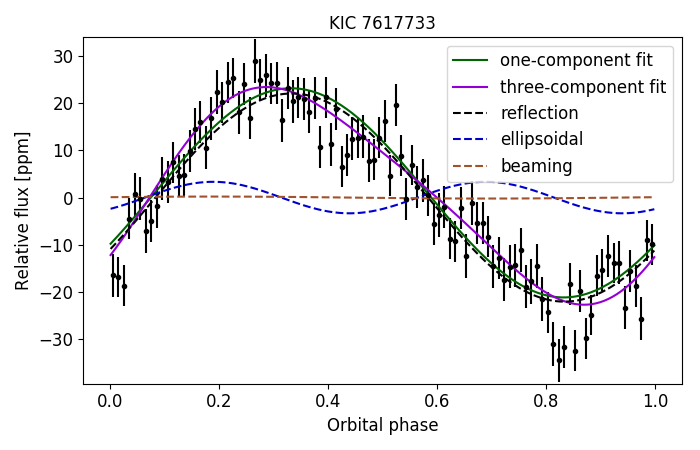 KIC 7617733
Relative flux [ppm]
30
20
10
0
−10
−20
−30
one-component fit
three-component fit
reflection
ellipsoidal
beaming
0.0 0.2 0.4 0.6 0.8 1.0
Orbital phase